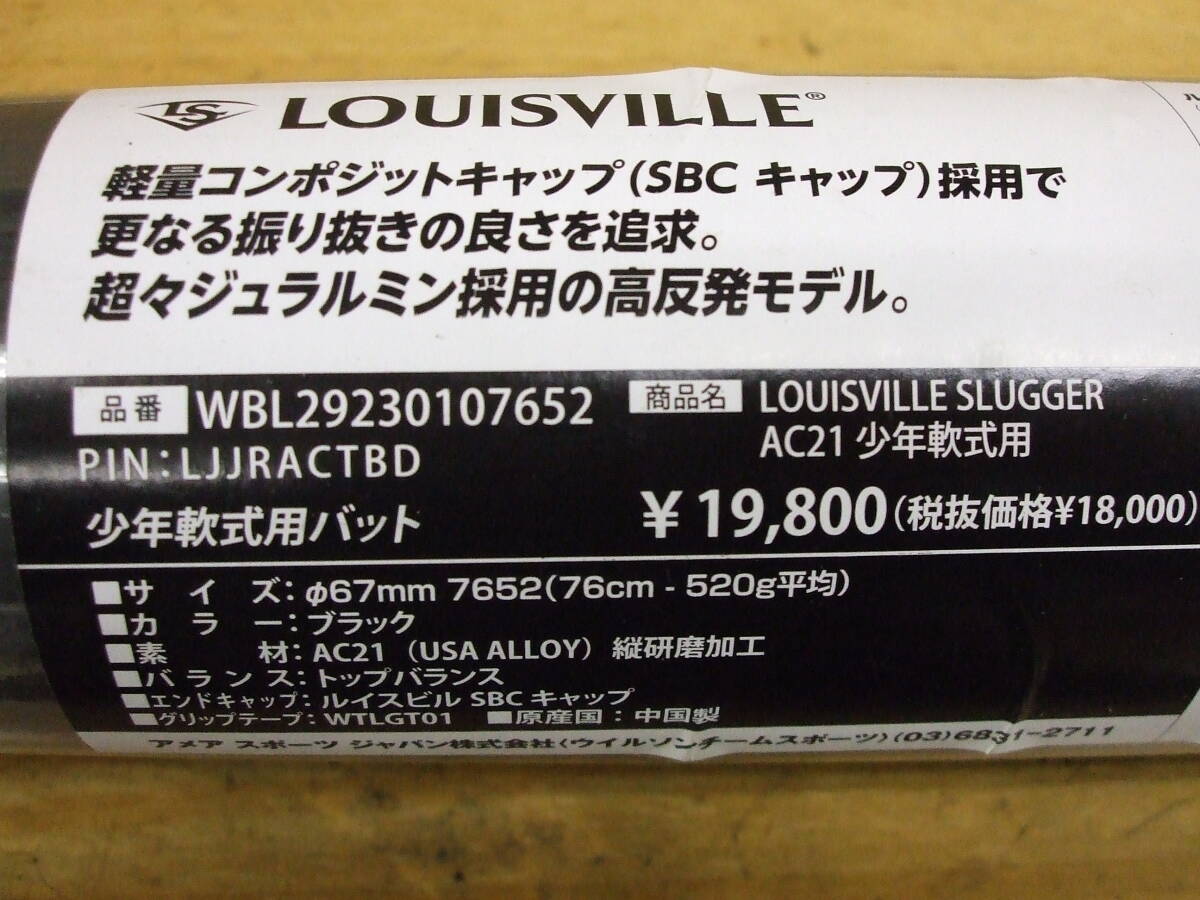 LS LOUISVILLE®
軽量コンポジットキャップ(SBC キャップ)採用で
更なる振り抜きの良さを追求。
超々ジュラルミン採用の高反発モデル。
品番 WBL29230107652
PIN:LJJRACTBD
少年軟式用バット
商品名 LOUISVILLE SLUGGER
AC21 少年軟式用
¥19,800(税抜価格¥18,000)
■サイズ:φ67mm 7652(76cm - 520g平均)
■カラー:ブラック
■素材:AC21 (USA ALLOY) 縦研磨加工
■バランス:トップバランス
■エンドキャップ:ルイスビル SBC キャップ
■グリップテープ:WTLGT01 ■原産国:中国製
アメア スポーツ ジャパン株式会社(ウイルソンチームスポーツ)(03)6831-2711
ル